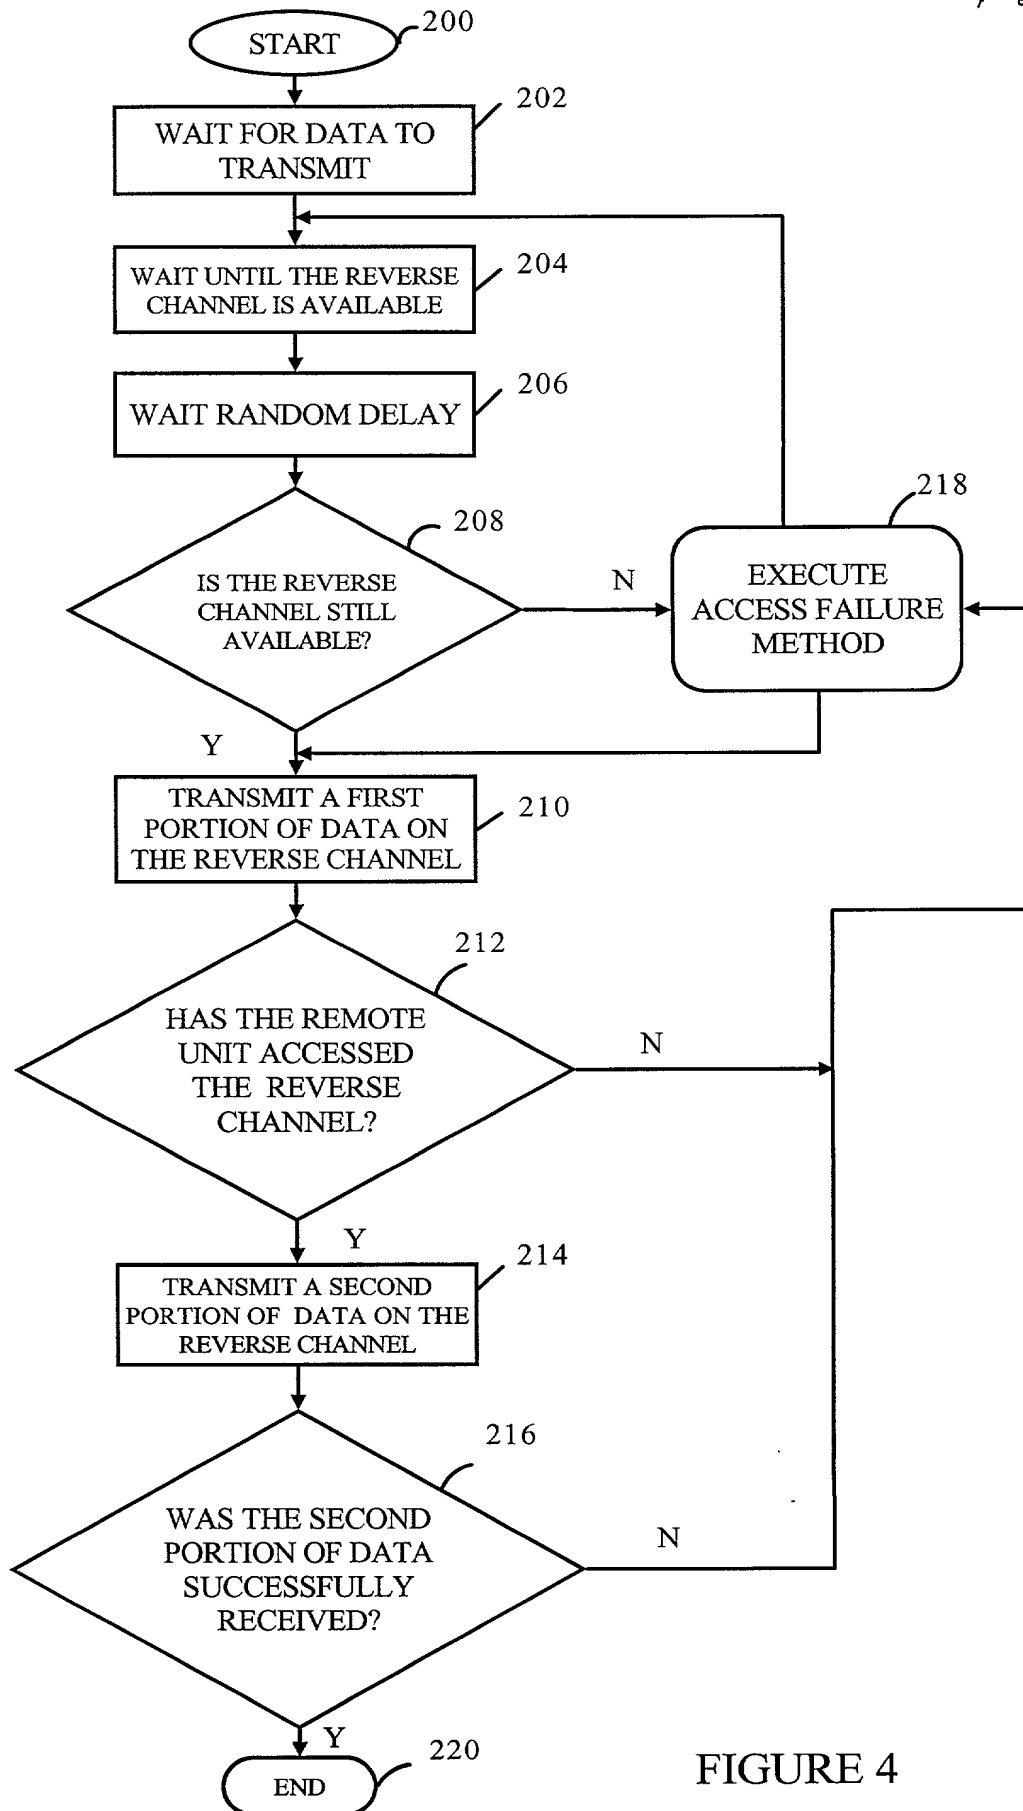 200
START
202
WAIT FOR DATA TO
TRANSMIT
204
WAIT UNTIL THE REVERSE
CHANNEL IS AVAILABLE
206
WAIT RANDOM DELAY
208
IS THE REVERSE
CHANNEL STILL
AVAILABLE?
N
218
EXECUTE
ACCESS FAILURE
METHOD
Y
TRANSMIT A FIRST
PORTION OF DATA ON
THE REVERSE CHANNEL
210
212
HAS THE REMOTE
UNIT ACCESSED
THE REVERSE
CHANNEL?
N
Y
214
TRANSMIT A SECOND
PORTION OF DATA ON THE
REVERSE CHANNEL
216
WAS THE SECOND
PORTION OF DATA
SUCCESSFULLY
RECEIVED?
N
Y
220
END
FIGURE 4